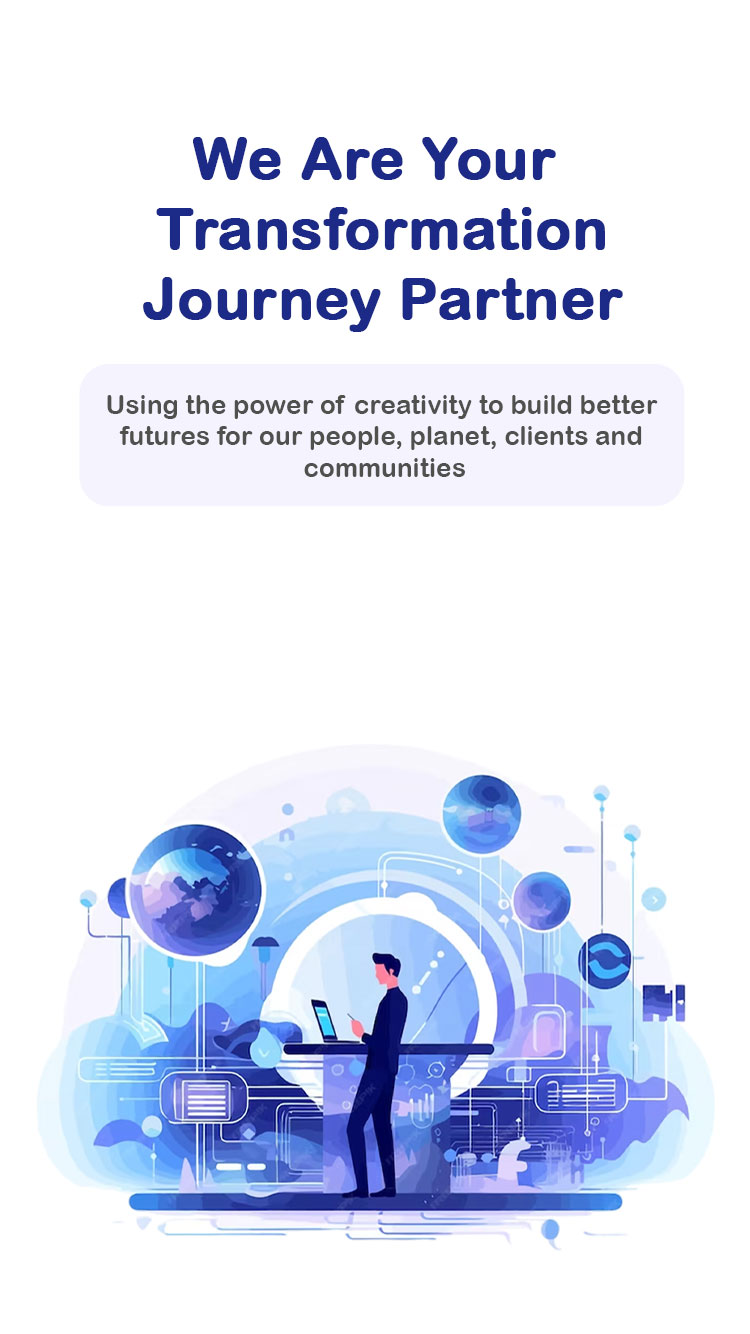 We Are Your
Transformation
Journey Partner
Using the power of creativity to build better
futures for our people, planet, clients and
communities